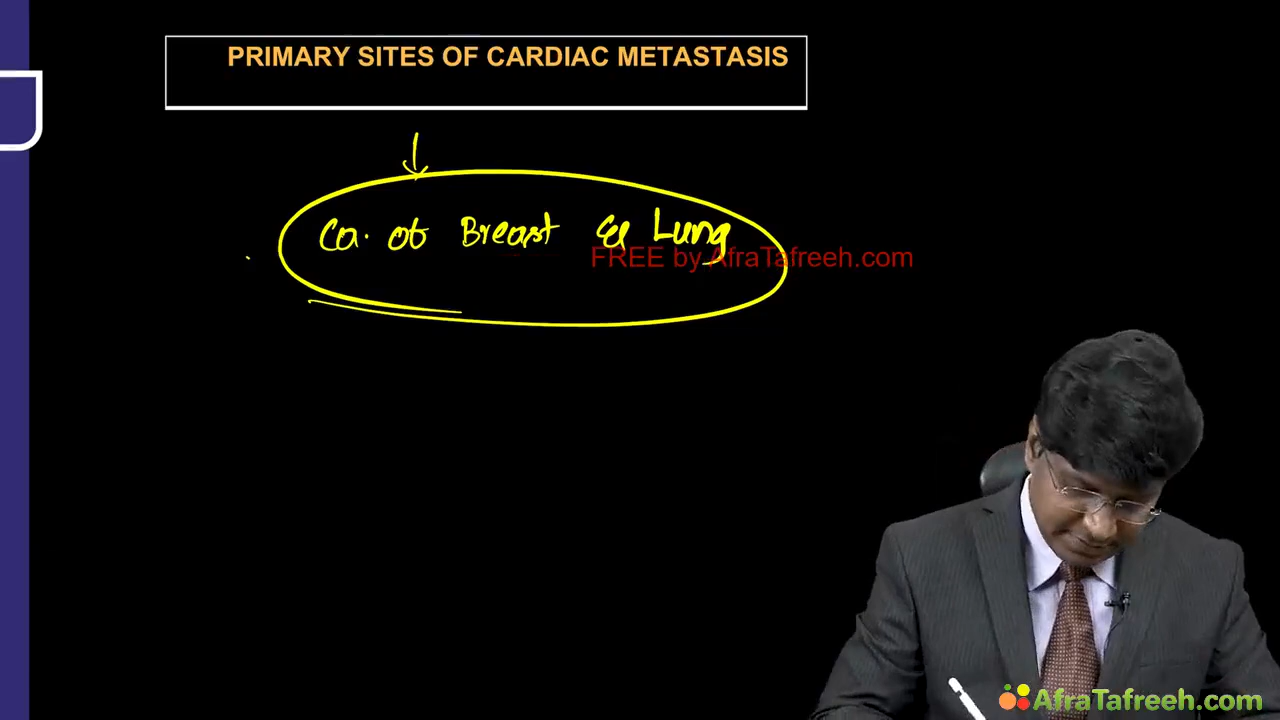 PRIMARY SITES OF CARDIAC METASTASIS
Ca. of Breast & Lung
FREE by AfraTafreeh.com
AfraTafreeh.com